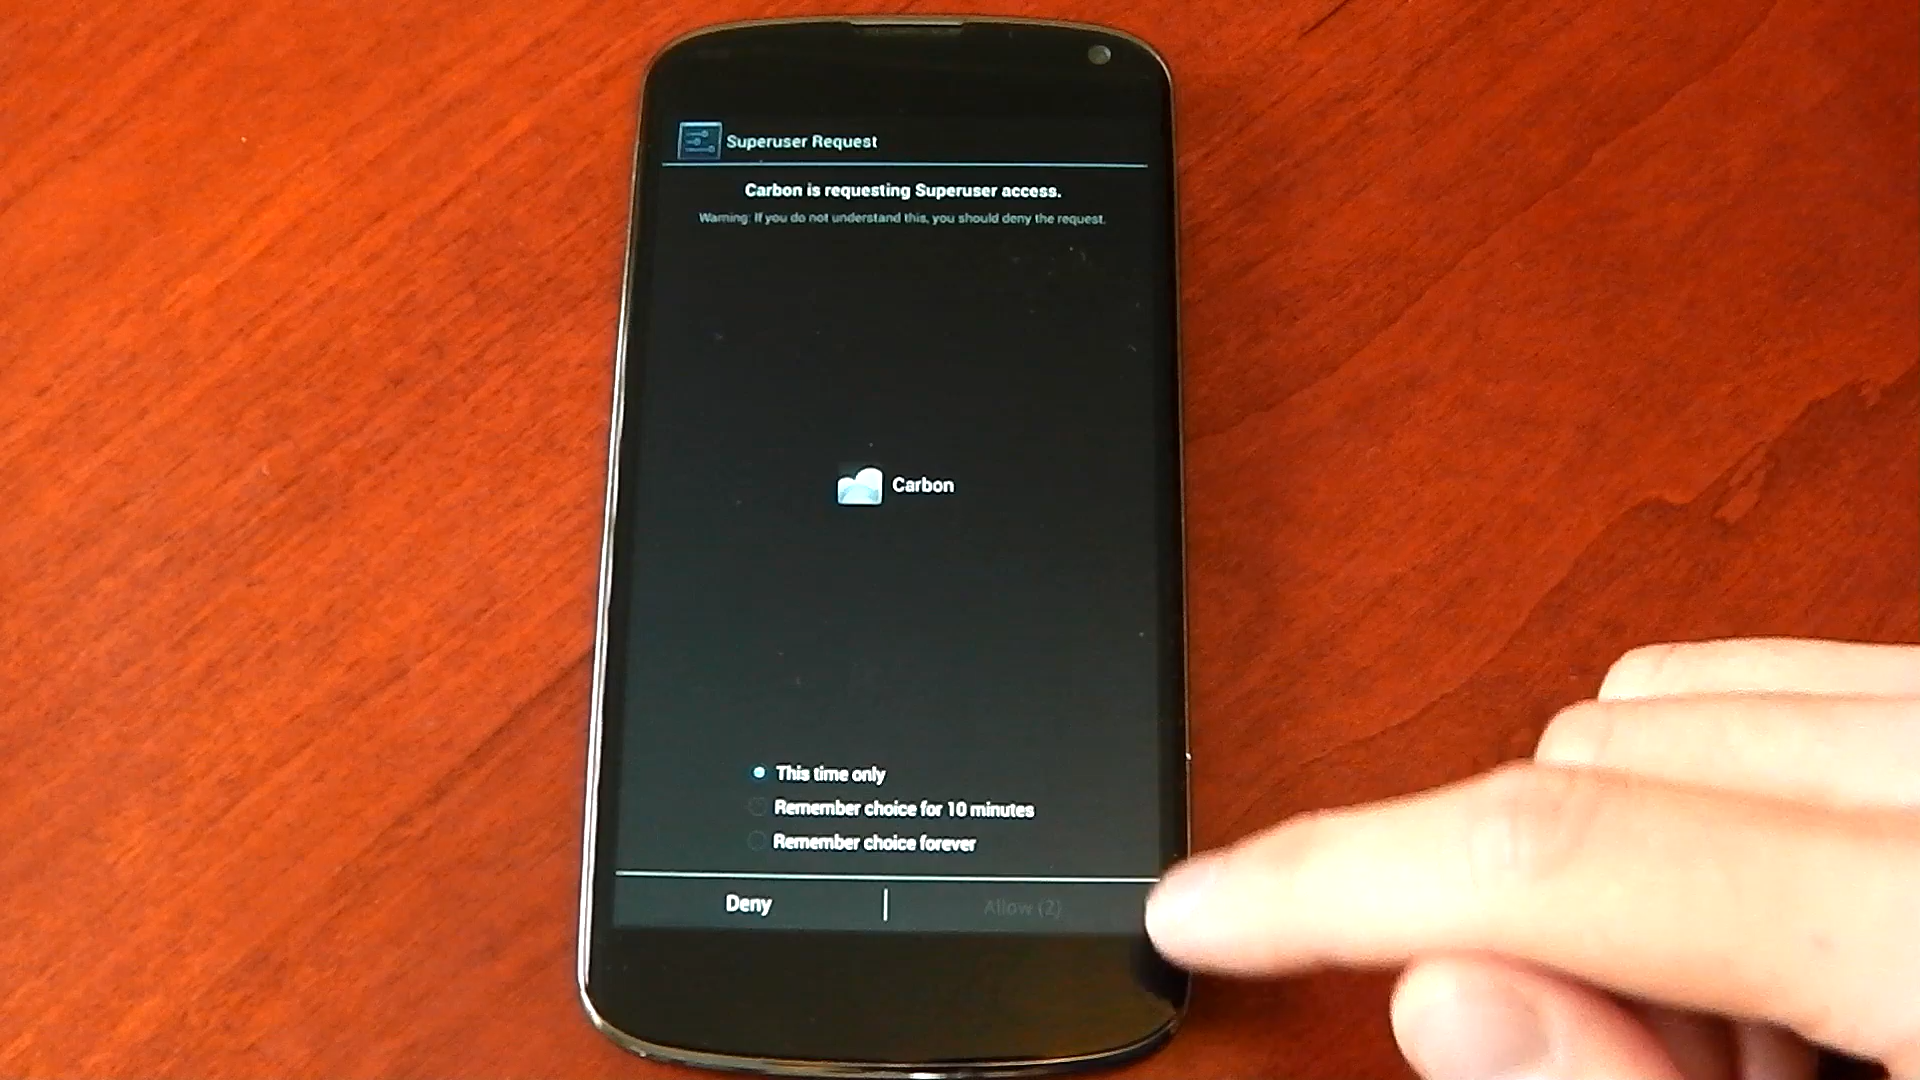 Superuser Request
Carbon is requesting Superuser access.
Warning: If you do not understand this, you should deny the request.
Carbon
This time only
Remember choice for 10 minutes
Remember choice forever
Deny
Allow (2)